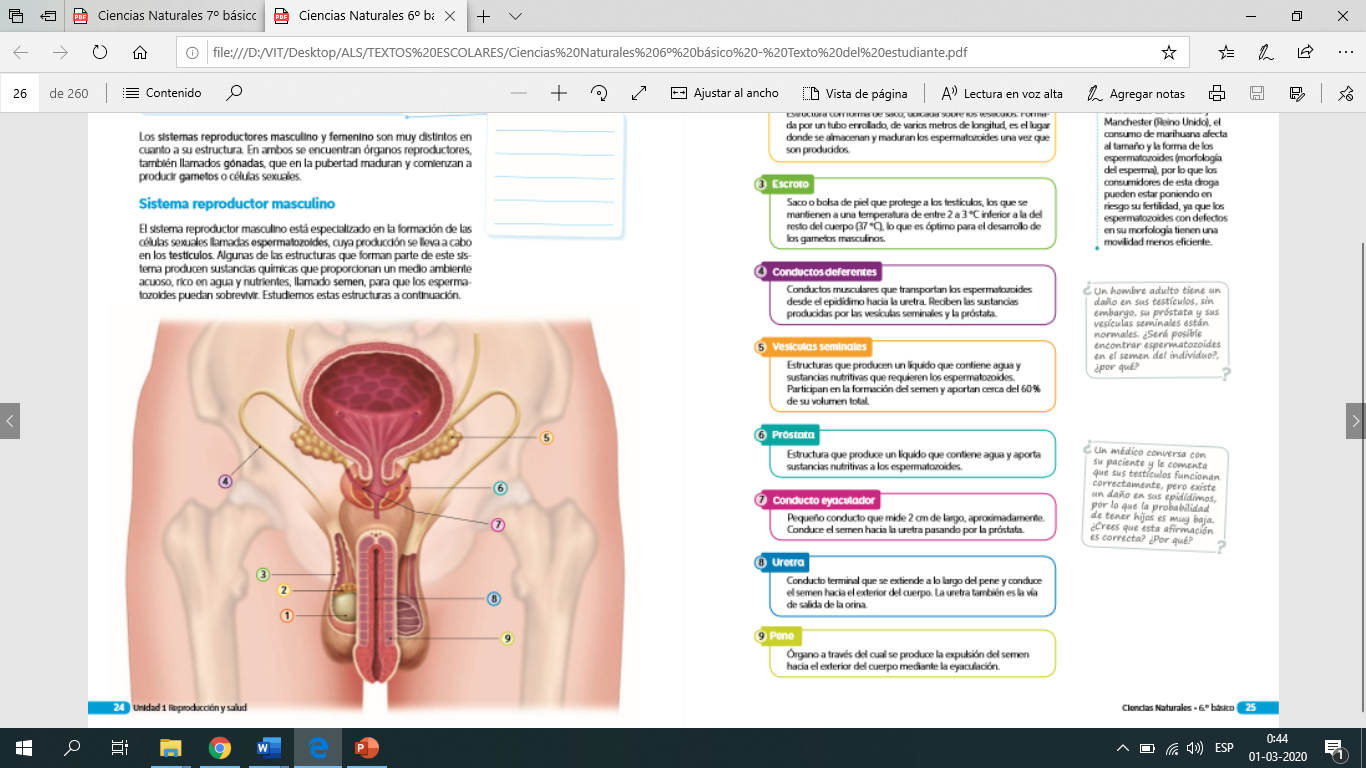 Ciencias Naturales 7º básico
Ciencias Naturales 6º bá
file:///D:/VIT/Desktop/ALS/TEXTOS%20ESCOLARES/Ciencias%20Naturales%206º%20básico%20-%20Texto%20del%20estudiante.pdf
26 de 260
Contenido
Ajustar al ancho
Vista de página
Lectura en voz alta
Agregar notas
Los sistemas reproductores masculino y femenino son muy distintos en
cuanto a su estructura. En ambos se encuentran órganos reproductores,
también llamados gónadas, que en la pubertad maduran y comienzan a
producir gametos o células sexuales.
Sistema reproductor masculino
El sistema reproductor masculino está especializado en la formación de las
células sexuales llamadas espermatozoides, cuya producción se lleva a cabo
en los testículos. Algunas de las estructuras que forman parte de este sis-
tema producen sustancias químicas que proporcionan un medio ambiente
acuoso, rico en agua y nutrientes, llamado semen, para que los esperma-
tozoides puedan sobrevivir. Estudiemos estas estructuras a continuación.
4
5
6
7
3
2
1
8
9
24 Unidad 1 Reproducción y salud
Estructura con forma de saco, ubicada sobre los testículos. Forma-
da por un tubo enrollado, de varios metros de longitud, es el lugar
donde se almacenan y maduran los espermatozoides una vez que
son producidos.
3 Escroto
Saco o bolsa de piel que protege a los testículos, los que se
mantienen a una temperatura de entre 2 a 3 ºC inferior a la del
resto del cuerpo (37 ºC), lo que es óptimo para el desarrollo de
los gametos masculinos.
4 Conductos deferentes
Conductos musculares que transportan los espermatozoides
desde el epidídimo hacia la uretra. Reciben las sustancias
producidas por las vesículas seminales y la próstata.
5 Vesículas seminales
Estructuras que producen un líquido que contiene agua y
sustancias nutritivas que requieren los espermatozoides.
Participan en la formación del semen y aportan cerca del 60 %
de su volumen total.
6 Próstata
Estructura que produce un líquido que contiene agua y aporta
sustancias nutritivas a los espermatozoides.
7 Conducto eyaculador
Pequeño conducto que mide 2 cm de largo, aproximadamente.
Conduce el semen hacia la uretra pasando por la próstata.
8 Uretra
Conducto terminal que se extiende a lo largo del pene y conduce
el semen hacia el exterior del cuerpo. La uretra también es la vía
de salida de la orina.
9 Pene
Órgano a través del cual se produce la expulsión del semen
hacia el exterior del cuerpo mediante la eyaculación.
Manchester (Reino Unido), el
consumo de marihuana afecta
al tamaño y la forma de los
espermatozoides (morfología
del esperma), por lo que los
consumidores de esta droga
pueden estar poniendo en
riesgo su fertilidad, ya que los
espermatozoides con defectos
en su morfología tienen una
movilidad menos eficiente.
¿ Un hombre adulto tiene un
daño en sus testículos, sin
embargo, su próstata y sus
vesículas seminales están
normales. ¿Será posible
encontrar espermatozoides
en el semen del individuo?,
¿por qué? ?
¿ Un médico conversa con
su paciente y le comenta
que sus testículos funcionan
correctamente, pero existe
un daño en sus epidídimos,
por lo que la probabilidad
de tener hijos es muy baja.
¿Crees que esta afirmación
es correcta? ¿Por qué? ?
Ciencias Naturales • 6.º básico 25
ESP
0:44
01-03-2020
1